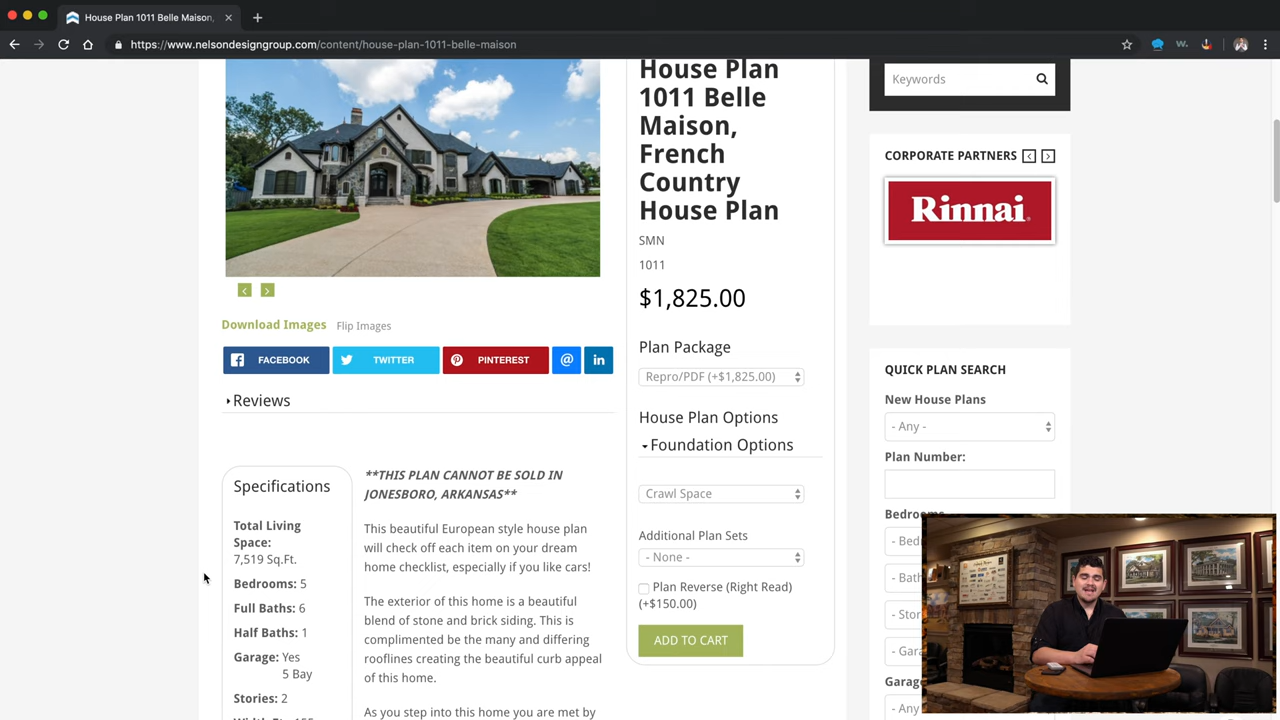 House Plan 1011 Belle Maison,
https://www.nelsondesigngroup.com/content/house-plan-1011-belle-maison
House Plan
1011 Belle
Maison,
French
Country
House Plan
SMN
1011
$1,825.00
Plan Package
Repro/PDF (+$1,825.00)
House Plan Options
Foundation Options
Crawl Space
Additional Plan Sets
- None -
Plan Reverse (Right Read)
(+$150.00)
ADD TO CART
Download Images Flip Images
FACEBOOK TWITTER PINTEREST @ in
Reviews
Specifications
Total Living
Space:
7,519 Sq.Ft.
Bedrooms: 5
Full Baths: 6
Half Baths: 1
Garage: Yes
5 Bay
Stories: 2
**THIS PLAN CANNOT BE SOLD IN
JONESBORO, ARKANSAS**
This beautiful European style house plan
will check off each item on your dream
home checklist, especially if you like cars!
The exterior of this home is a beautiful
blend of stone and brick siding. This is
complimented be the many and differing
rooflines creating the beautiful curb appeal
of this home.
As you step into this home you are met by
Keywords
CORPORATE PARTNERS
Rinnai
QUICK PLAN SEARCH
New House Plans
- Any -
Plan Number:
Bedroo
- Bed
- Bath
- Stor
- Gara
Garag
- Any